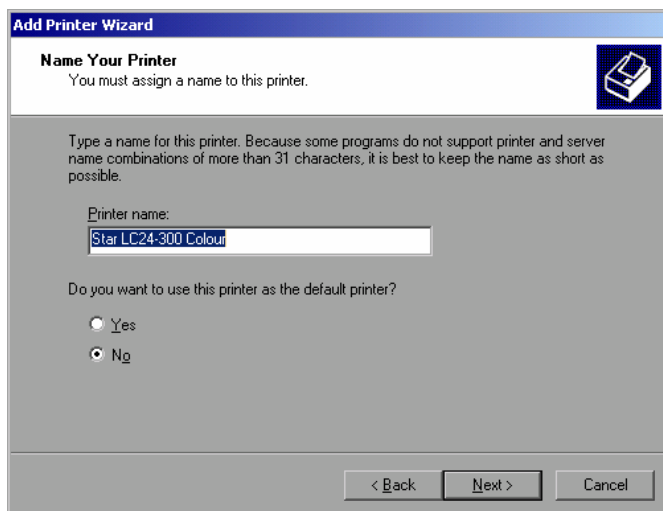 Add Printer Wizard
Name Your Printer
You must assign a name to this printer.
Type a name for this printer. Because some programs do not support printer and server
name combinations of more than 31 characters, it is best to keep the name as short as
possible.
Printer name:
Star LC24-300 Colour
Do you want to use this printer as the default printer?
Yes
No
< Back
Next >
Cancel